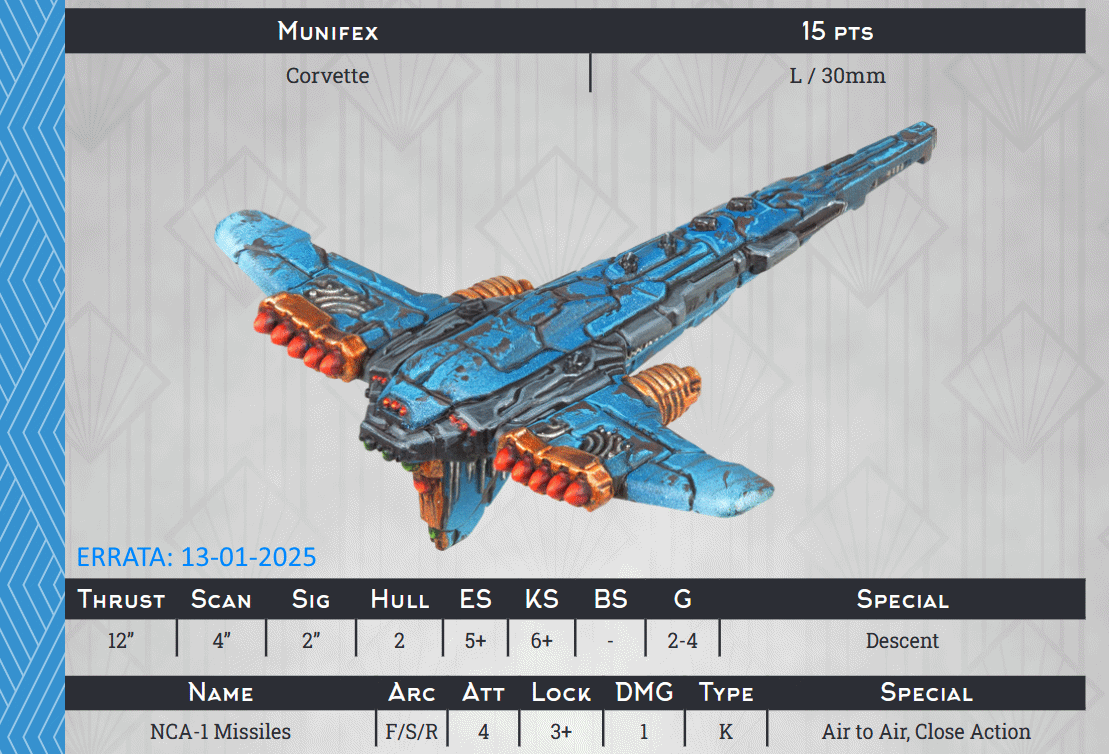 Munifex 15 pts
Corvette L / 30mm
ERRATA: 13-01-2025
Thrust Scan Sig Hull ES KS BS G Special
12” 4” 2” 2 5+ 6+ - 2-4 Descent
Name Arc Att Lock DMG Type Special
NCA-1 Missiles F/S/R 4 3+ 1 K Air to Air, Close Action